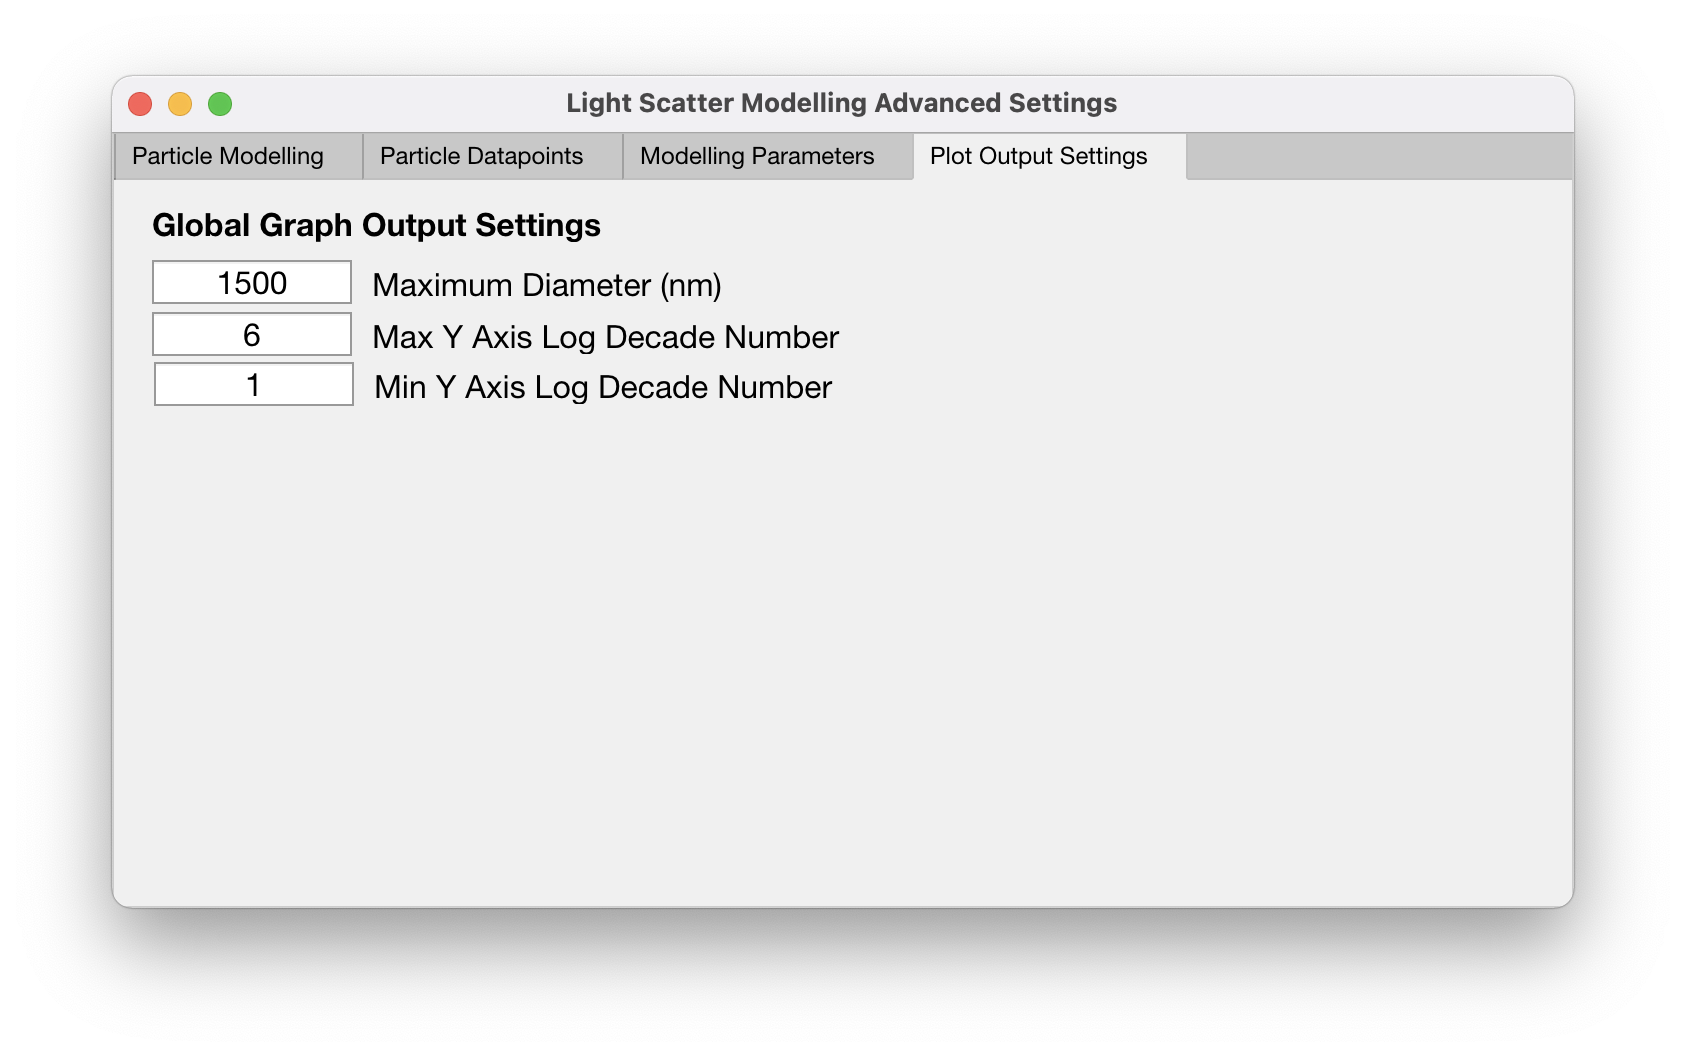 Light Scatter Modelling Advanced Settings
Particle Modelling Particle Datapoints Modelling Parameters Plot Output Settings
Global Graph Output Settings
1500 Maximum Diameter (nm)
6 Max Y Axis Log Decade Number
1 Min Y Axis Log Decade Number